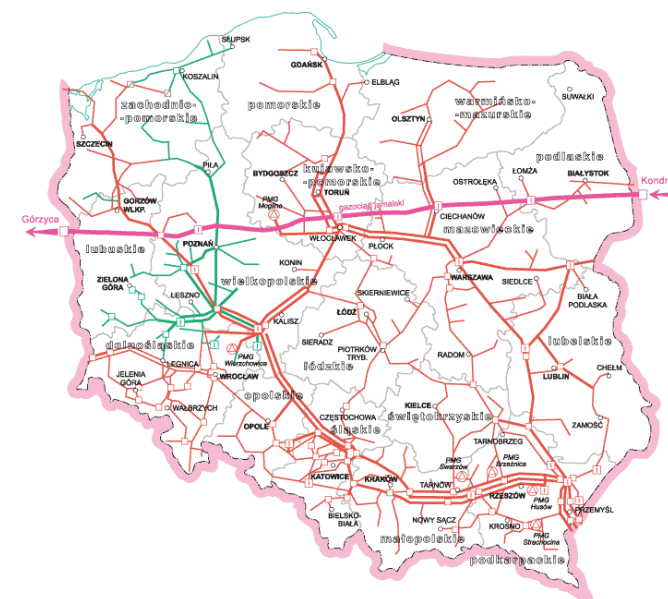 SŁUPSK
KOSZALIN
GDAŃSK
ELBLĄG
SUWAŁKI
zachodnio-
pomorskie
pomorskie
warmińsko-
mazurskie
OLSZTYN
SZCZECIN
PIŁA
BYDGOSZCZ
kujawsko-
pomorskie
podlaskie
ŁOMŻA
BIAŁYSTOK
OSTROŁĘKA
TORUŃ
GORZÓW
WLKP.
PMG
Mogilno
gazociąg jamalski
Kondr
CIECHANÓW
Górzyca
mazowieckie
lubuskie
POZNAŃ
WŁOCŁAWEK
PŁOCK
KONIN
WARSZAWA
SIEDLCE
ZIELONA
GÓRA
wielkopolskie
LESZNO
SKIERNIEWICE
BIAŁA
PODLASKA
KALISZ
ŁÓDŹ
SIERADZ
PIOTRKÓW
TRYB.
RADOM
lubelskie
dolnośląskie
LEGNICA
PMG
Wierzchowice
łódzkie
LUBLIN
CHEŁM
JELENIA
GÓRA
WROCŁAW
opolskie
WAŁBRZYCH
KIELCE
świętokrzyskie
CZĘSTOCHOWA
śląskie
OPOLE
ZAMOŚĆ
TARNOBRZEG
PMG
Swarzów
PMG
Brzeźnica
KATOWICE
KRAKÓW
TARNÓW
RZESZÓW
PMG
Husów
PRZEMYŚL
BIELSKO-
BIAŁA
NOWY SĄCZ
KROSNO
PMG
Strachocina
małopolskie
podkarpackie